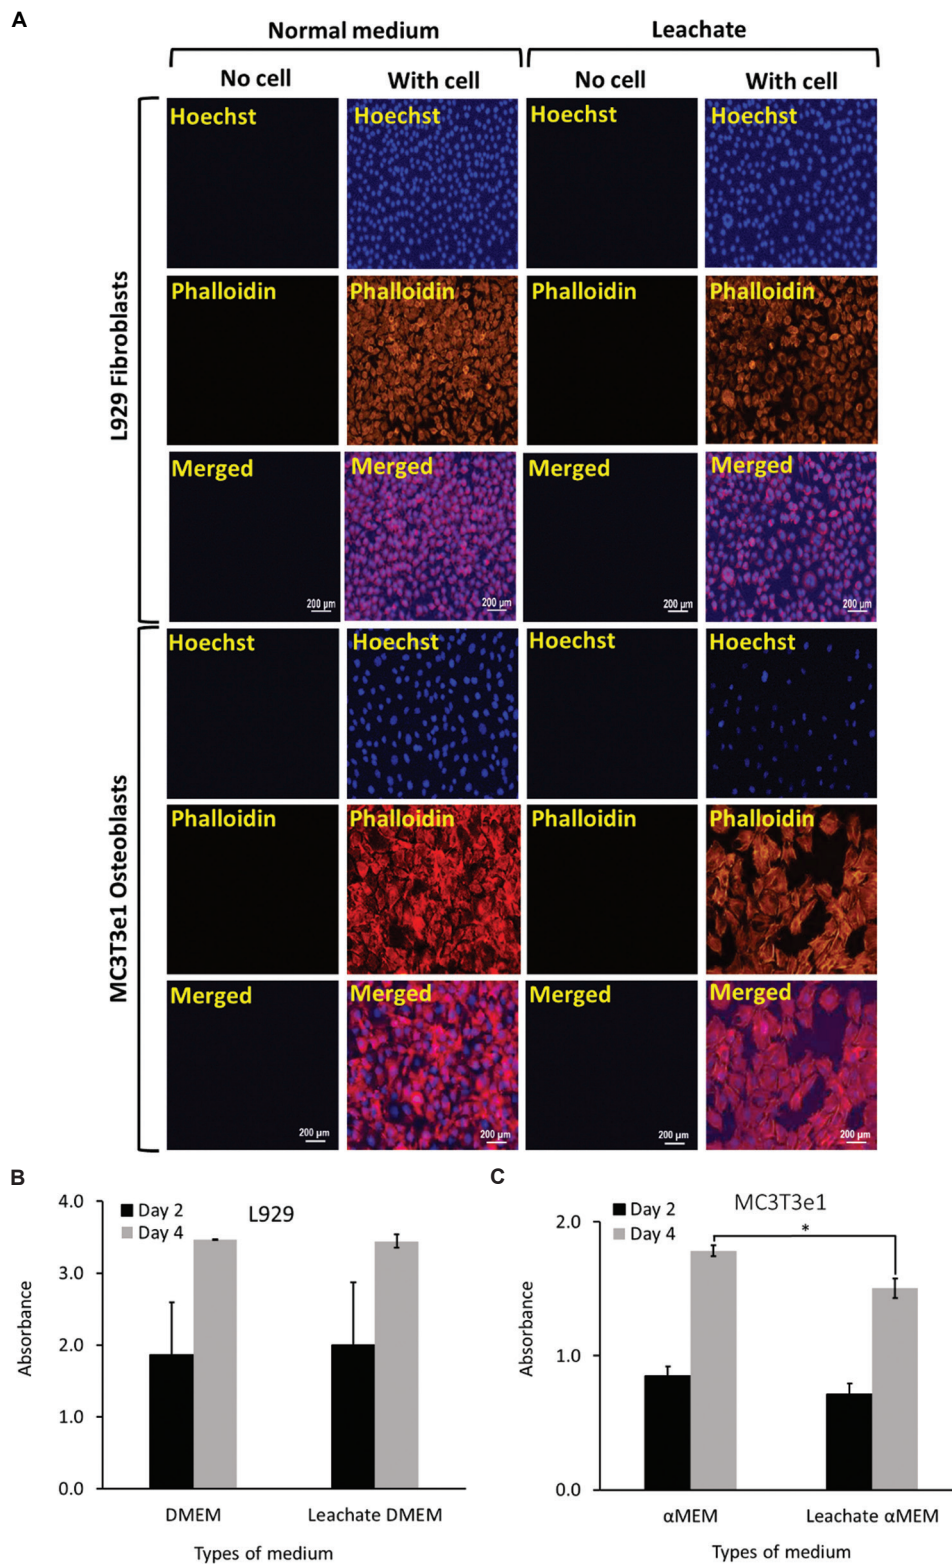 A
Normal medium Leachate
No cell With cell No cell With cell
L929 Fibroblasts
Hoechst Hoechst Hoechst Hoechst
Phalloidin Phalloidin Phalloidin Phalloidin
Merged Merged Merged Merged
200 µm 200 µm 200 µm 200 µm
MC3T3e1 Osteoblasts
Hoechst Hoechst Hoechst Hoechst
Phalloidin Phalloidin Phalloidin Phalloidin
Merged Merged Merged Merged
200 µm 200 µm 200 µm 200 µm
B
L929
Day 2
Day 4
Absorbance
4.0
3.0
2.0
1.0
0.0
DMEM Leachate DMEM
Types of medium
C
MC3T3e1
Day 2
Day 4
*
Absorbance
2.0
1.0
0.0
αMEM Leachate αMEM
Types of medium